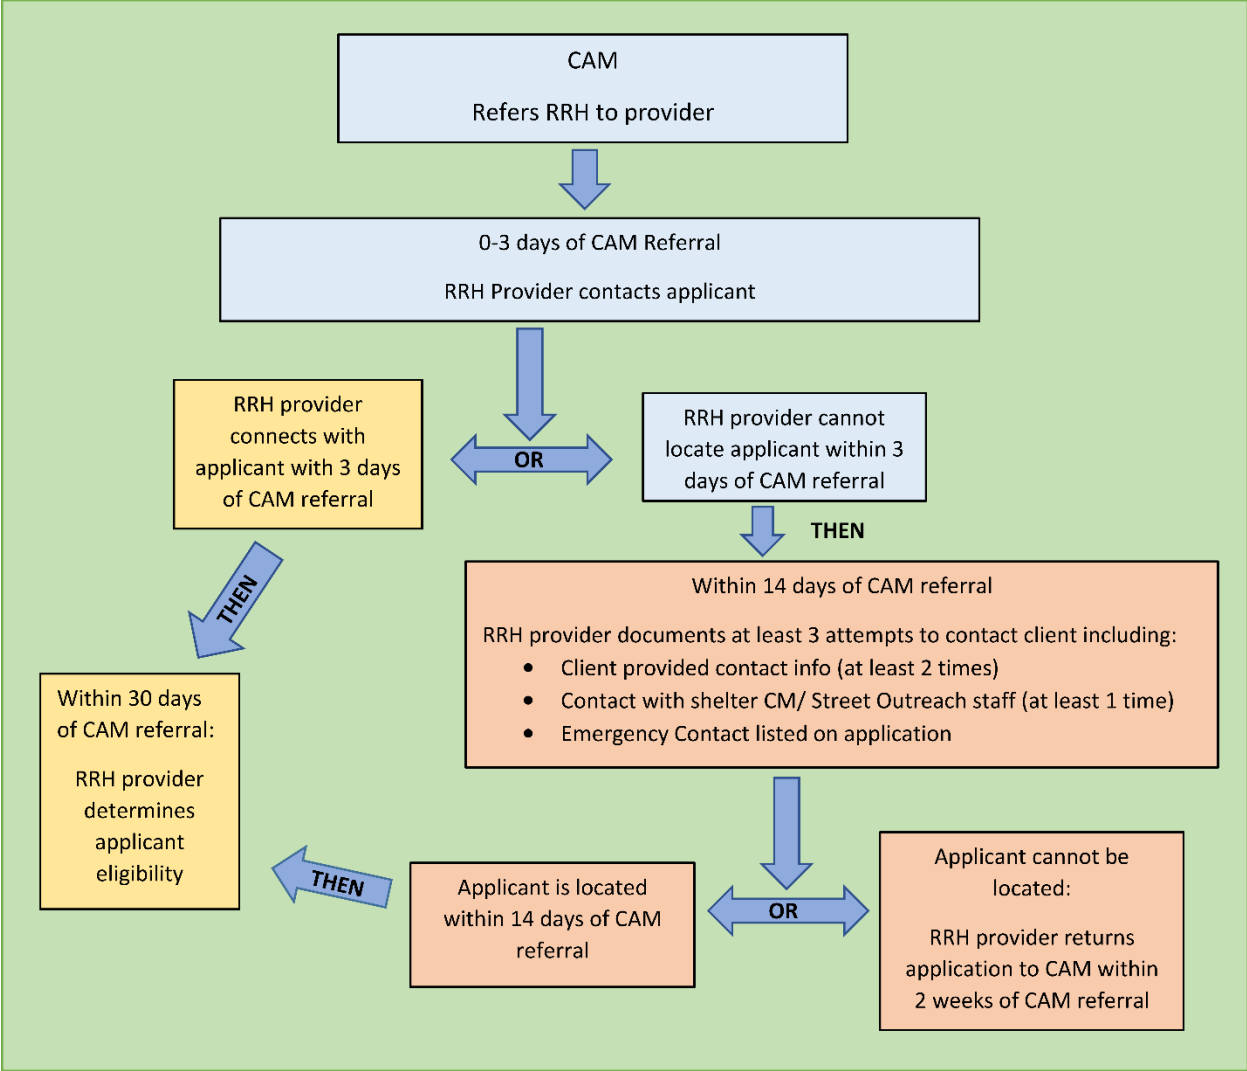 CAM
Refers RRH to provider
0-3 days of CAM Referral
RRH Provider contacts applicant
RRH provider
connects with
applicant with 3 days
of CAM referral
OR
RRH provider cannot
locate applicant within 3
days of CAM referral
THEN
THEN
Within 14 days of CAM referral
RRH provider documents at least 3 attempts to contact client including:
• Client provided contact info (at least 2 times)
• Contact with shelter CM/ Street Outreach staff (at least 1 time)
• Emergency Contact listed on application
Within 30 days
of CAM referral:
RRH provider
determines
applicant
eligibility
THEN
Applicant is located
within 14 days of CAM
referral
OR
Applicant cannot be
located:
RRH provider returns
application to CAM within
2 weeks of CAM referral